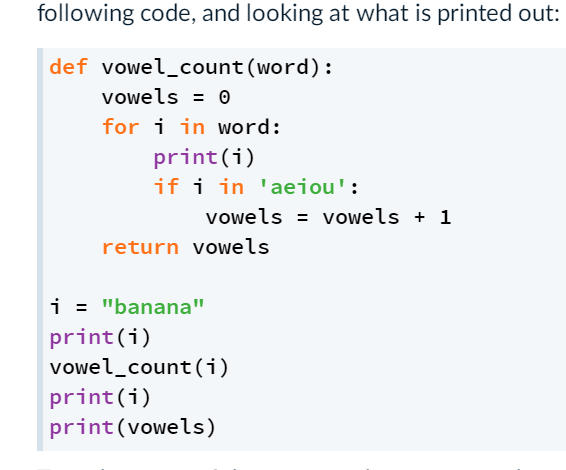 following code, and looking at what is printed out:
def vowel_count(word):
    vowels = 0
    for i in word:
        print(i)
        if i in 'aeiou':
            vowels = vowels + 1
    return vowels

i = "banana"
print(i)
vowel_count(i)
print(i)
print(vowels)